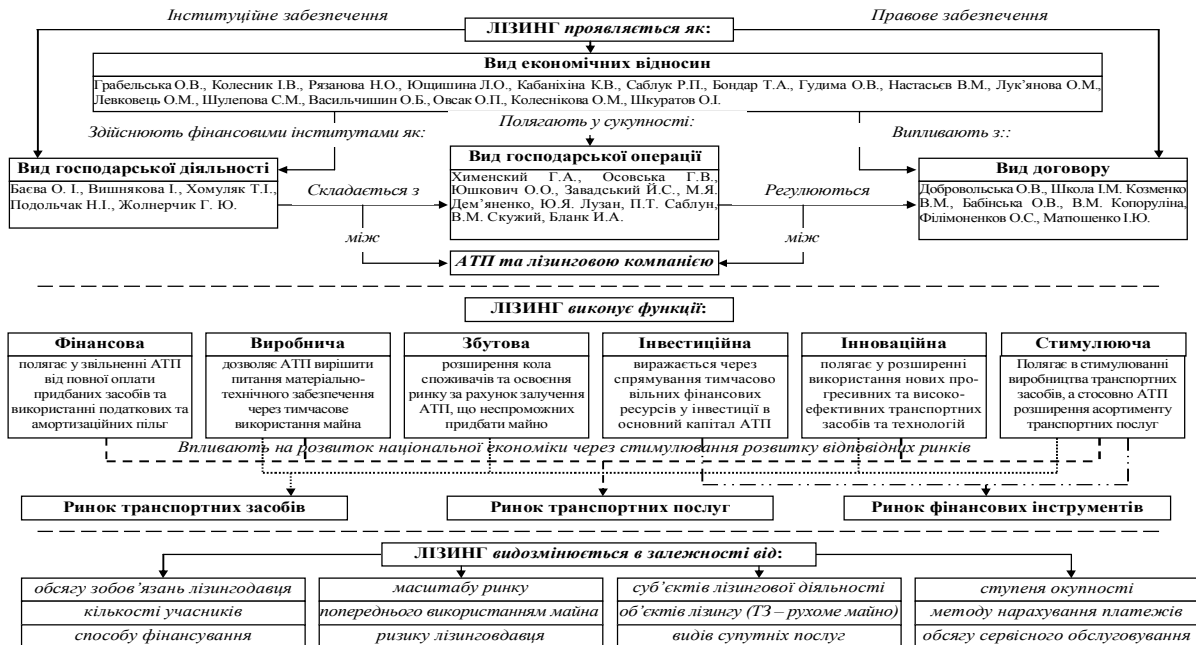 Інституційне забезпечення
ЛІЗИНГ проявляється як:
Правове забезпечення
Вид економічних відносин
Грабельська О.В., Колесник І.В., Рязанова Н.О., Ющишина Л.О., Кабаніхіна К.В., Саблук Р.П., Бондар Т.А., Гудима О.В., Настасьєв В.М., Лук'янова О.М.,
Левковець О.М., Шулепова С.М., Васильчишин О.Б., Овсак О.П., Колеснікова О.М., Шкуратов О.І.
Здійснюють фінансовими інститутами як:
Полягають у сукупності:
Випливають з::
Вид господарської діяльності
Баєва О. І., Вишнякова І., Хомуляк Т.І.,
Подольчак Н.І., Жолнерчик Г. Ю.
Складається з
Вид господарської операції
Хименский Г.А., Осовська Г.В.,
Юшкович О.О., Завадський Й.С., М.Я.
Дем'яненко, Ю.Я. Лузан, П.Т. Саблун,
В.М. Скужий, Бланк И.А.
Регулюються
Вид договору
Добровольська О.В., Школа І.М. Козменко
В.М., Бабінська О.В., В.М. Копоруліна,
Філімоненков О.С., Матюшенко І.Ю.
між
АТП та лізинговою компанією
між
ЛІЗИНГ виконує функції:
Фінансова
полягає у звільненні АТП
від повної оплати
придбаних засобів та
використанні податкових та
амортизаційних пільг
Виробнича
дозволяє АТП вирішити
питання матеріально-
технічного забезпечення
через тимчасове
використання майна
Збутова
розширення кола
споживачів та освоєння
ринку за рахунок залучення
АТП, що неспроможних
придбати майно
Інвестиційна
виражається через
спрямування тимчасово
вільних фінансових
ресурсів у інвестиції в
основний капітал АТП
Інноваційна
полягає у розширенні
використання нових про-
гресивних та високо-
ефективних транспортних
засобів та технологій
Стимулююча
Полягає в стимулюванні
виробництва транспортних
засобів, а стосовно АТП
розширення асортименту
транспортних послуг
Впливають на розвиток національної економіки через стимулювання розвитку відповідних ринків
Ринок транспортних засобів
Ринок транспортних послуг
Ринок фінансових інструментів
ЛІЗИНГ видозмінюється в залежності від:
обсягу зобов'язань лізингодавця
кількості учасників
способу фінансування
масштабу ринку
попереднього використанням майна
ризику лізинговдавця
суб'єктів лізингової діяльності
об'єктів лізингу (ТЗ – рухоме майно)
видів супутніх послуг
ступеня окупності
методу нарахування платежів
обсягу сервісного обслуговування